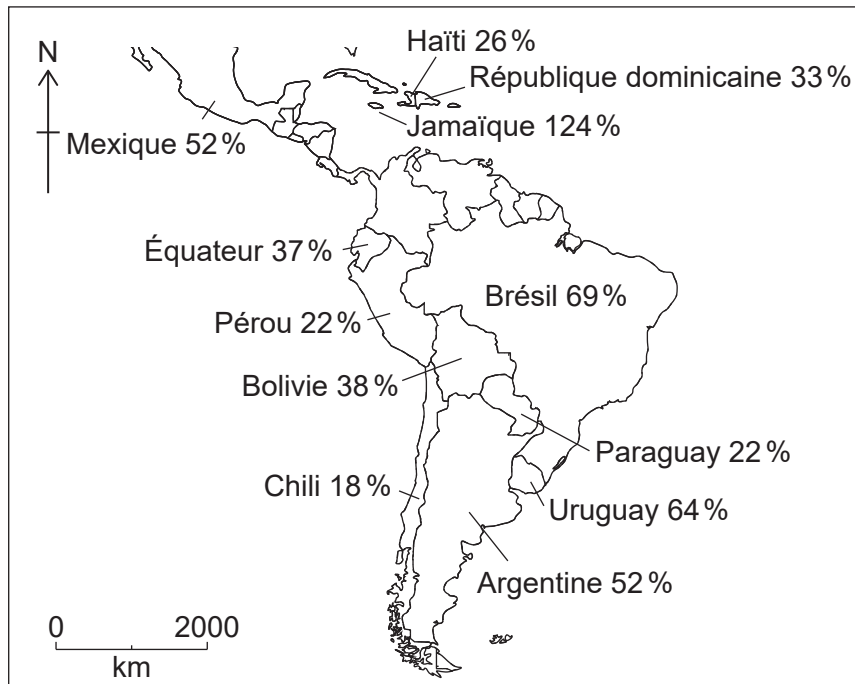 Haïti 26 %
N
République dominicaine 33 %
Jamaïque 124 %
Mexique 52 %
Équateur 37 %
Brésil 69 %
Pérou 22 %
Bolivie 38 %
Paraguay 22 %
Chili 18 %
Uruguay 64 %
Argentine 52 %
0 2000
km